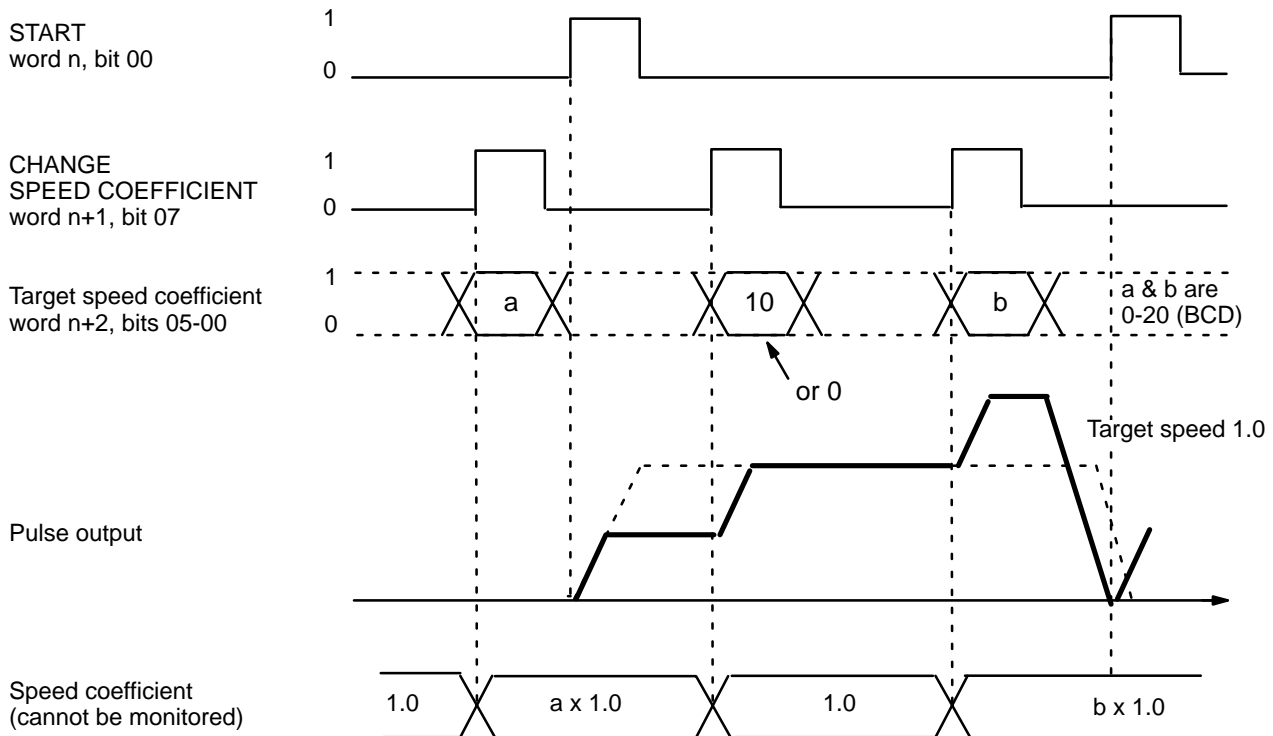 START
word n, bit 00
1
0
CHANGE
SPEED COEFFICIENT
word n+1, bit 07
1
0
Target speed coefficient
word n+2, bits 05-00
1
0
a
10
b
a & b are
0-20 (BCD)
or 0
Target speed 1.0
Pulse output
Speed coefficient
(cannot be monitored)
1.0
a x 1.0
1.0
b x 1.0